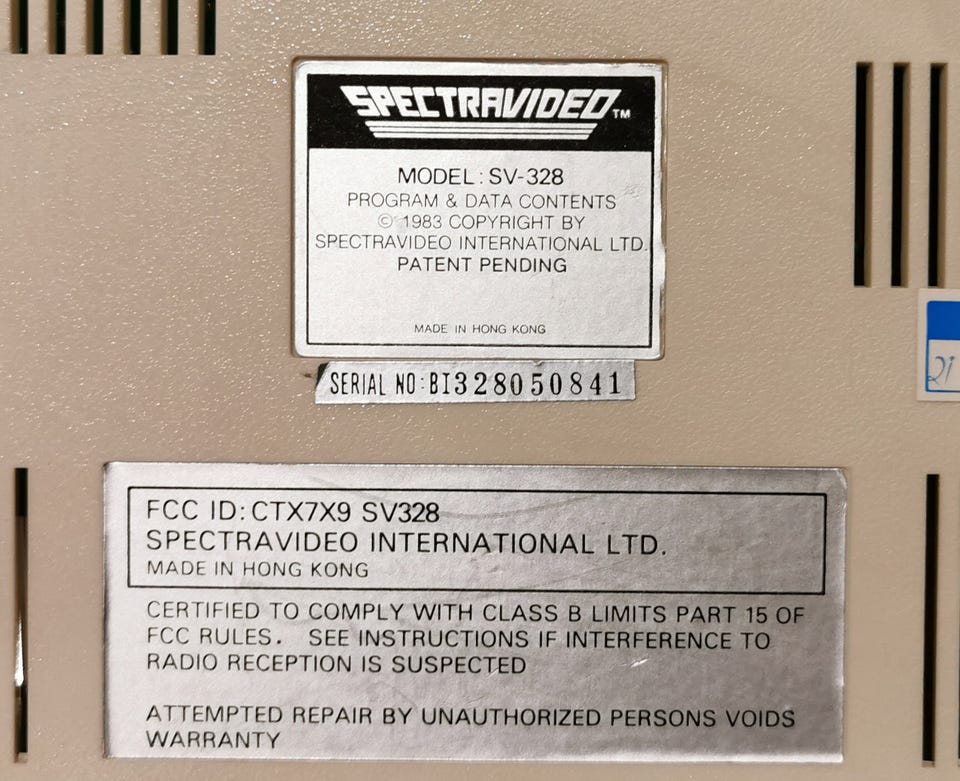 SPECTRAVIDEO™
MODEL: SV-328
PROGRAM & DATA CONTENTS
© 1983 COPYRIGHT BY
SPECTRAVIDEO INTERNATIONAL LTD.
PATENT PENDING
MADE IN HONG KONG
SERIAL NO: BI328050841
21
FCC ID: CTX7X9 SV328
SPECTRAVIDEO INTERNATIONAL LTD.
MADE IN HONG KONG
CERTIFIED TO COMPLY WITH CLASS B LIMITS PART 15 OF
FCC RULES. SEE INSTRUCTIONS IF INTERFERENCE TO
RADIO RECEPTION IS SUSPECTED
ATTEMPTED REPAIR BY UNAUTHORIZED PERSONS VOIDS
WARRANTY